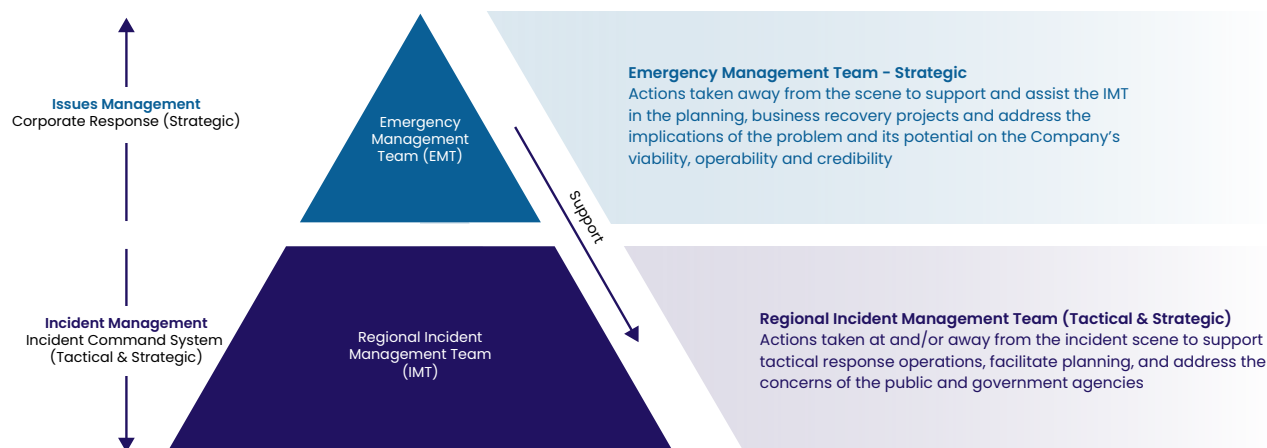 Issues Management
Corporate Response (Strategic)
Emergency
Management
Team (EMT)
Emergency Management Team - Strategic
Actions taken away from the scene to support and assist the IMT
in the planning, business recovery projects and address the
implications of the problem and its potential on the Company's
viability, operability and credibility
Support
Incident Management
Incident Command System
(Tactical & Strategic)
Regional Incident
Management Team
(IMT)
Regional Incident Management Team (Tactical & Strategic)
Actions taken at and/or away from the incident scene to support
tactical response operations, facilitate planning, and address the
concerns of the public and government agencies